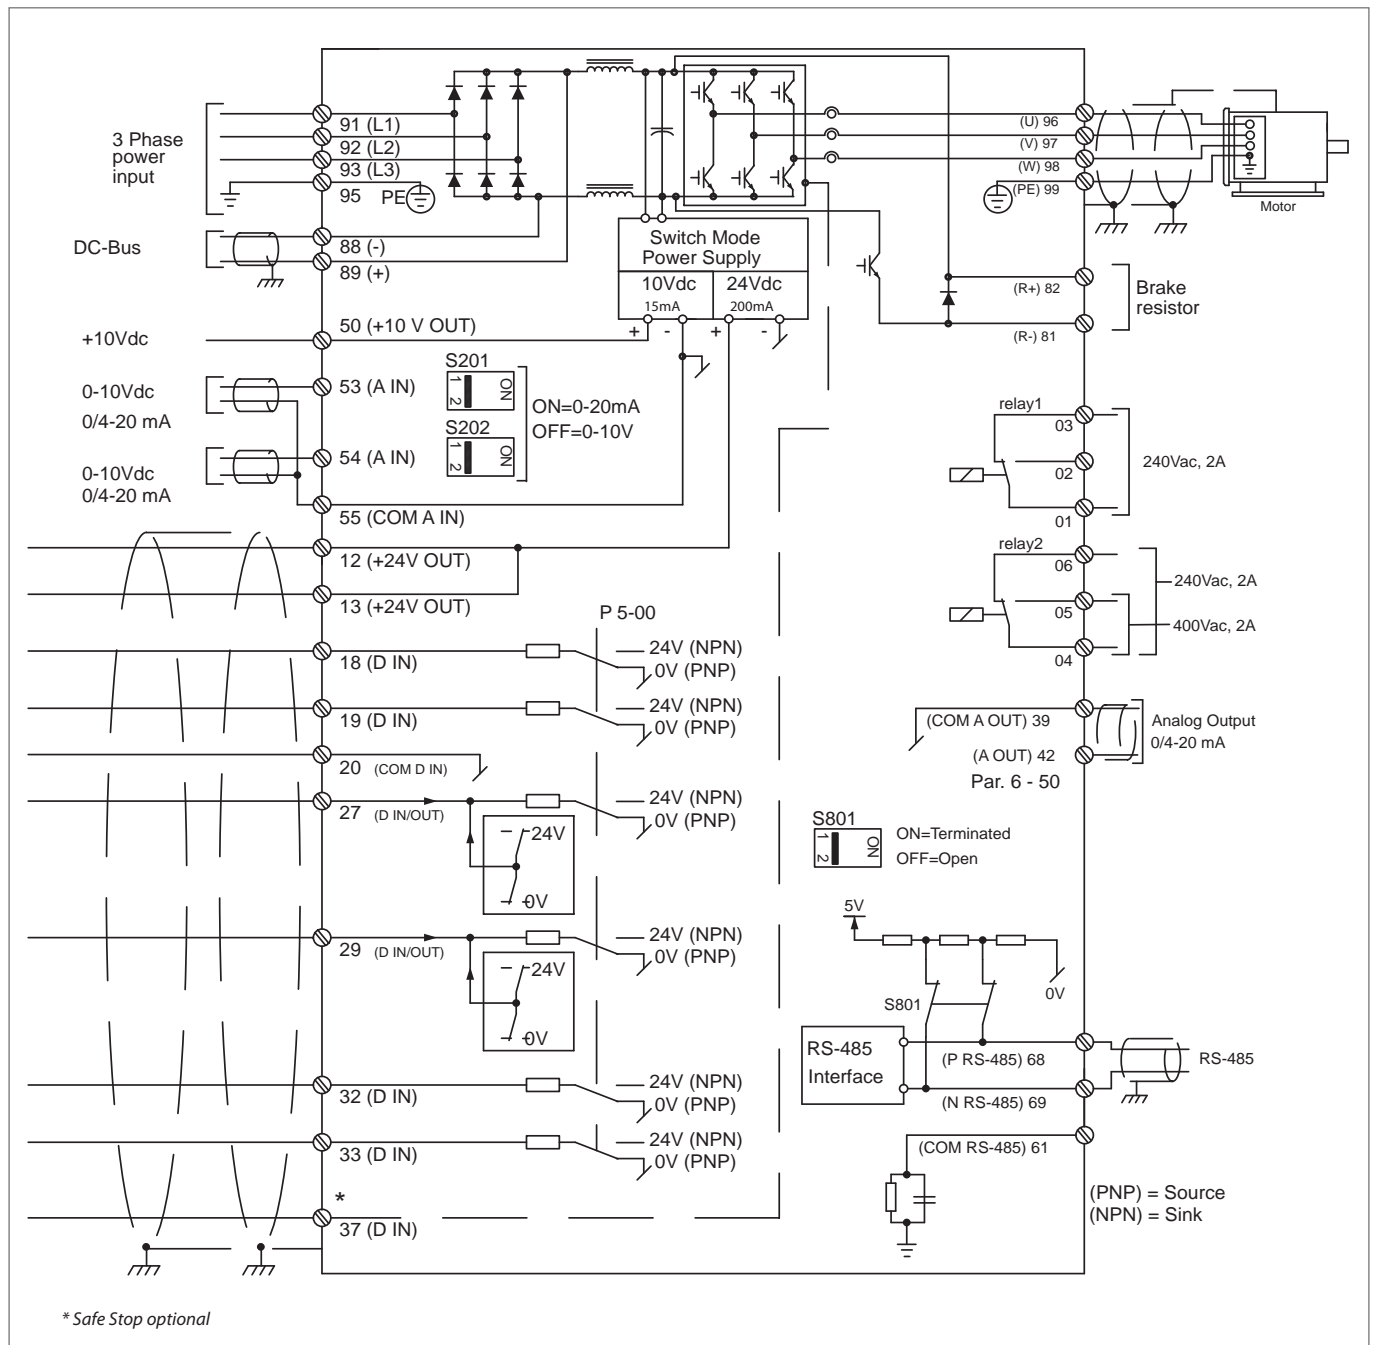 3 Phase
power
input
91 (L1)
92 (L2)
93 (L3)
95 PE
DC-Bus
88 (-)
89 (+)
Switch Mode
Power Supply
10Vdc
15mA
24Vdc
200mA
+ - + -
+10Vdc
50 (+10 V OUT)
0-10Vdc
0/4-20 mA
53 (A IN)
S201
1 2 ON
S202
1 2 ON
ON=0-20mA
OFF=0-10V
0-10Vdc
0/4-20 mA
54 (A IN)
55 (COM A IN)
12 (+24V OUT)
13 (+24V OUT)
P 5-00
18 (D IN)
24V (NPN)
0V (PNP)
19 (D IN)
24V (NPN)
0V (PNP)
20 (COM D IN)
27 (D IN/OUT)
24V (NPN)
0V (PNP)
24V
0V
29 (D IN/OUT)
24V (NPN)
0V (PNP)
24V
0V
32 (D IN)
24V (NPN)
0V (PNP)
33 (D IN)
24V (NPN)
0V (PNP)
*
37 (D IN)
(U) 96
(V) 97
(W) 98
(PE) 99
Motor
(R+) 82
(R-) 81
Brake
resistor
relay1
03
02
01
240Vac, 2A
relay2
06
05
04
240Vac, 2A
400Vac, 2A
(COM A OUT) 39
(A OUT) 42
Par. 6 - 50
Analog Output
0/4-20 mA
S801
1 2 ON
ON=Terminated
OFF=Open
5V
0V
S801
RS-485
Interface
(P RS-485) 68
(N RS-485) 69
RS-485
(COM RS-485) 61
(PNP) = Source
(NPN) = Sink
* Safe Stop optional